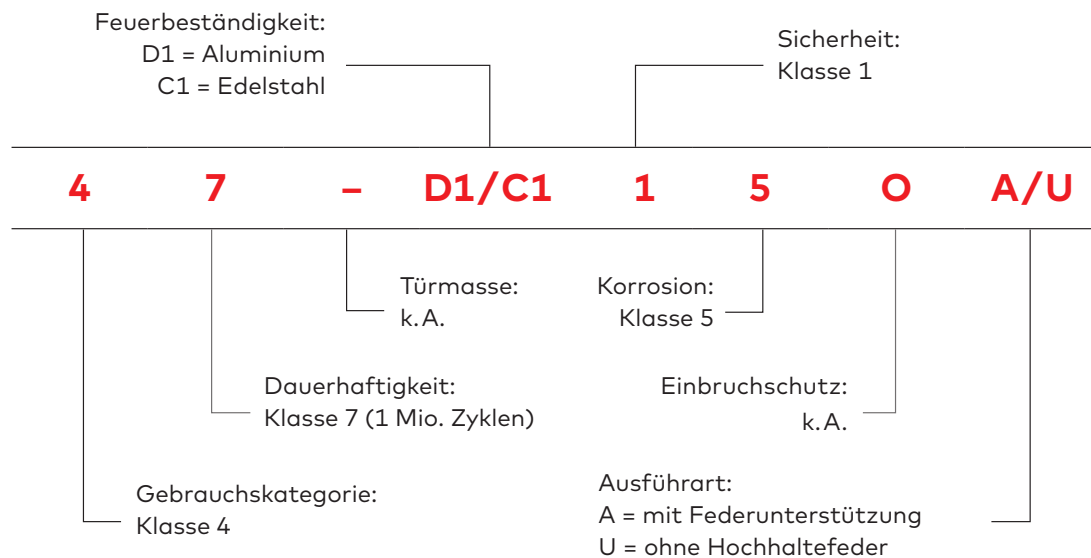 Feuerbeständigkeit:
D1 = Aluminium
C1 = Edelstahl
Sicherheit:
Klasse 1
4 7 – D1/C1 1 5 O A/U
Türmasse:
k. A.
Korrosion:
Klasse 5
Dauerhaftigkeit:
Klasse 7 (1 Mio. Zyklen)
Einbruchschutz:
k. A.
Gebrauchskategorie:
Klasse 4
Ausführart:
A = mit Federunterstützung
U = ohne Hochhaltefeder